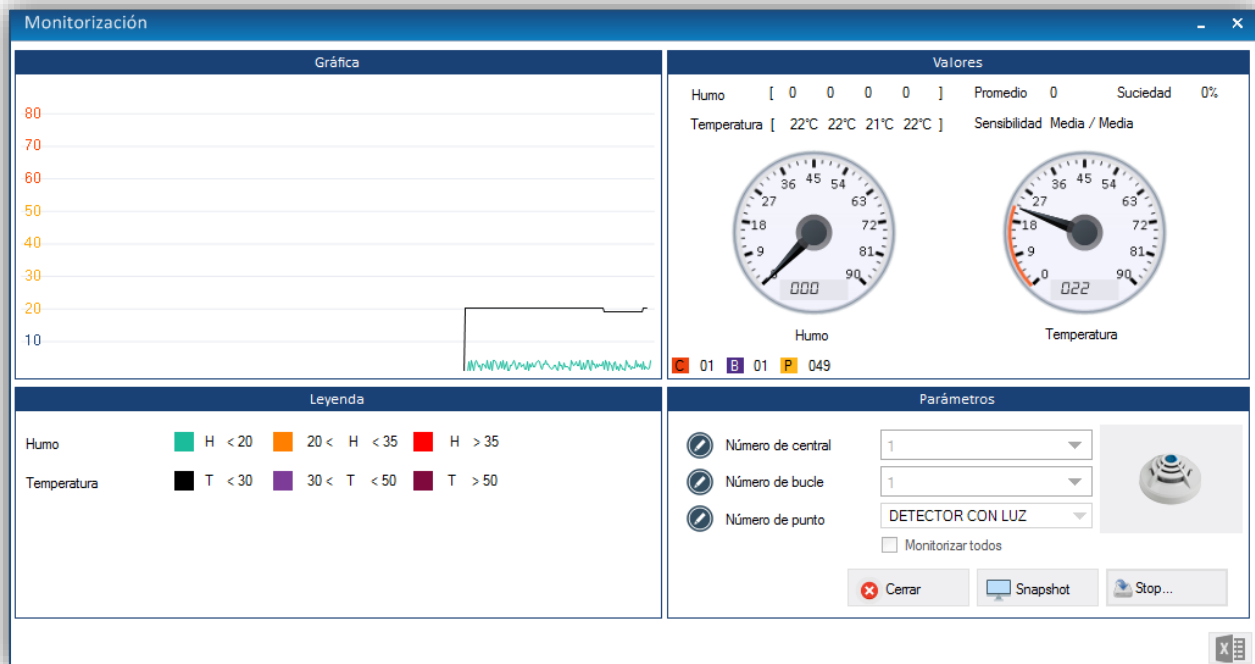 Monitorización
Gráfica
80
70
60
50
40
30
20
10
Valores
Humo [ 0 0 0 0 ] Promedio 0 Suciedad 0%
Temperatura [ 22°C 22°C 21°C 22°C ] Sensibilidad Media / Media
0 9 18 27 36 45 54 63 72 81 90
000
Humo
0 9 18 27 36 45 54 63 72 81 90
022
Temperatura
C 01 B 01 P 049
Leyenda
Humo H < 20 20 < H < 35 H > 35
Temperatura T < 30 30 < T < 50 T > 50
Parámetros
Número de central 1
Número de bucle 1
Número de punto DETECTOR CON LUZ
Monitorizar todos
Cerrar Snapshot Stop...